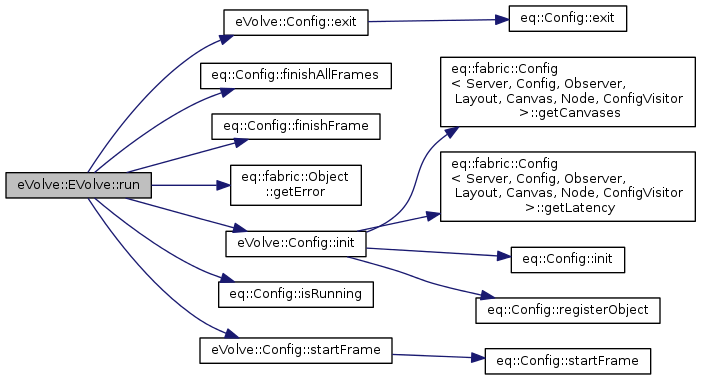 eVolve::EVolve::run
eVolve::Config::exit
eq::Config::exit
eq::Config::finishAllFrames
eq::Config::finishFrame
eq::fabric::Object
::getError
eVolve::Config::init
eq::fabric::Config
< Server, Config, Observer,
Layout, Canvas, Node, ConfigVisitor
>::getCanvases
eq::fabric::Config
< Server, Config, Observer,
Layout, Canvas, Node, ConfigVisitor
>::getLatency
eq::Config::init
eq::Config::registerObject
eq::Config::isRunning
eVolve::Config::startFrame
eq::Config::startFrame